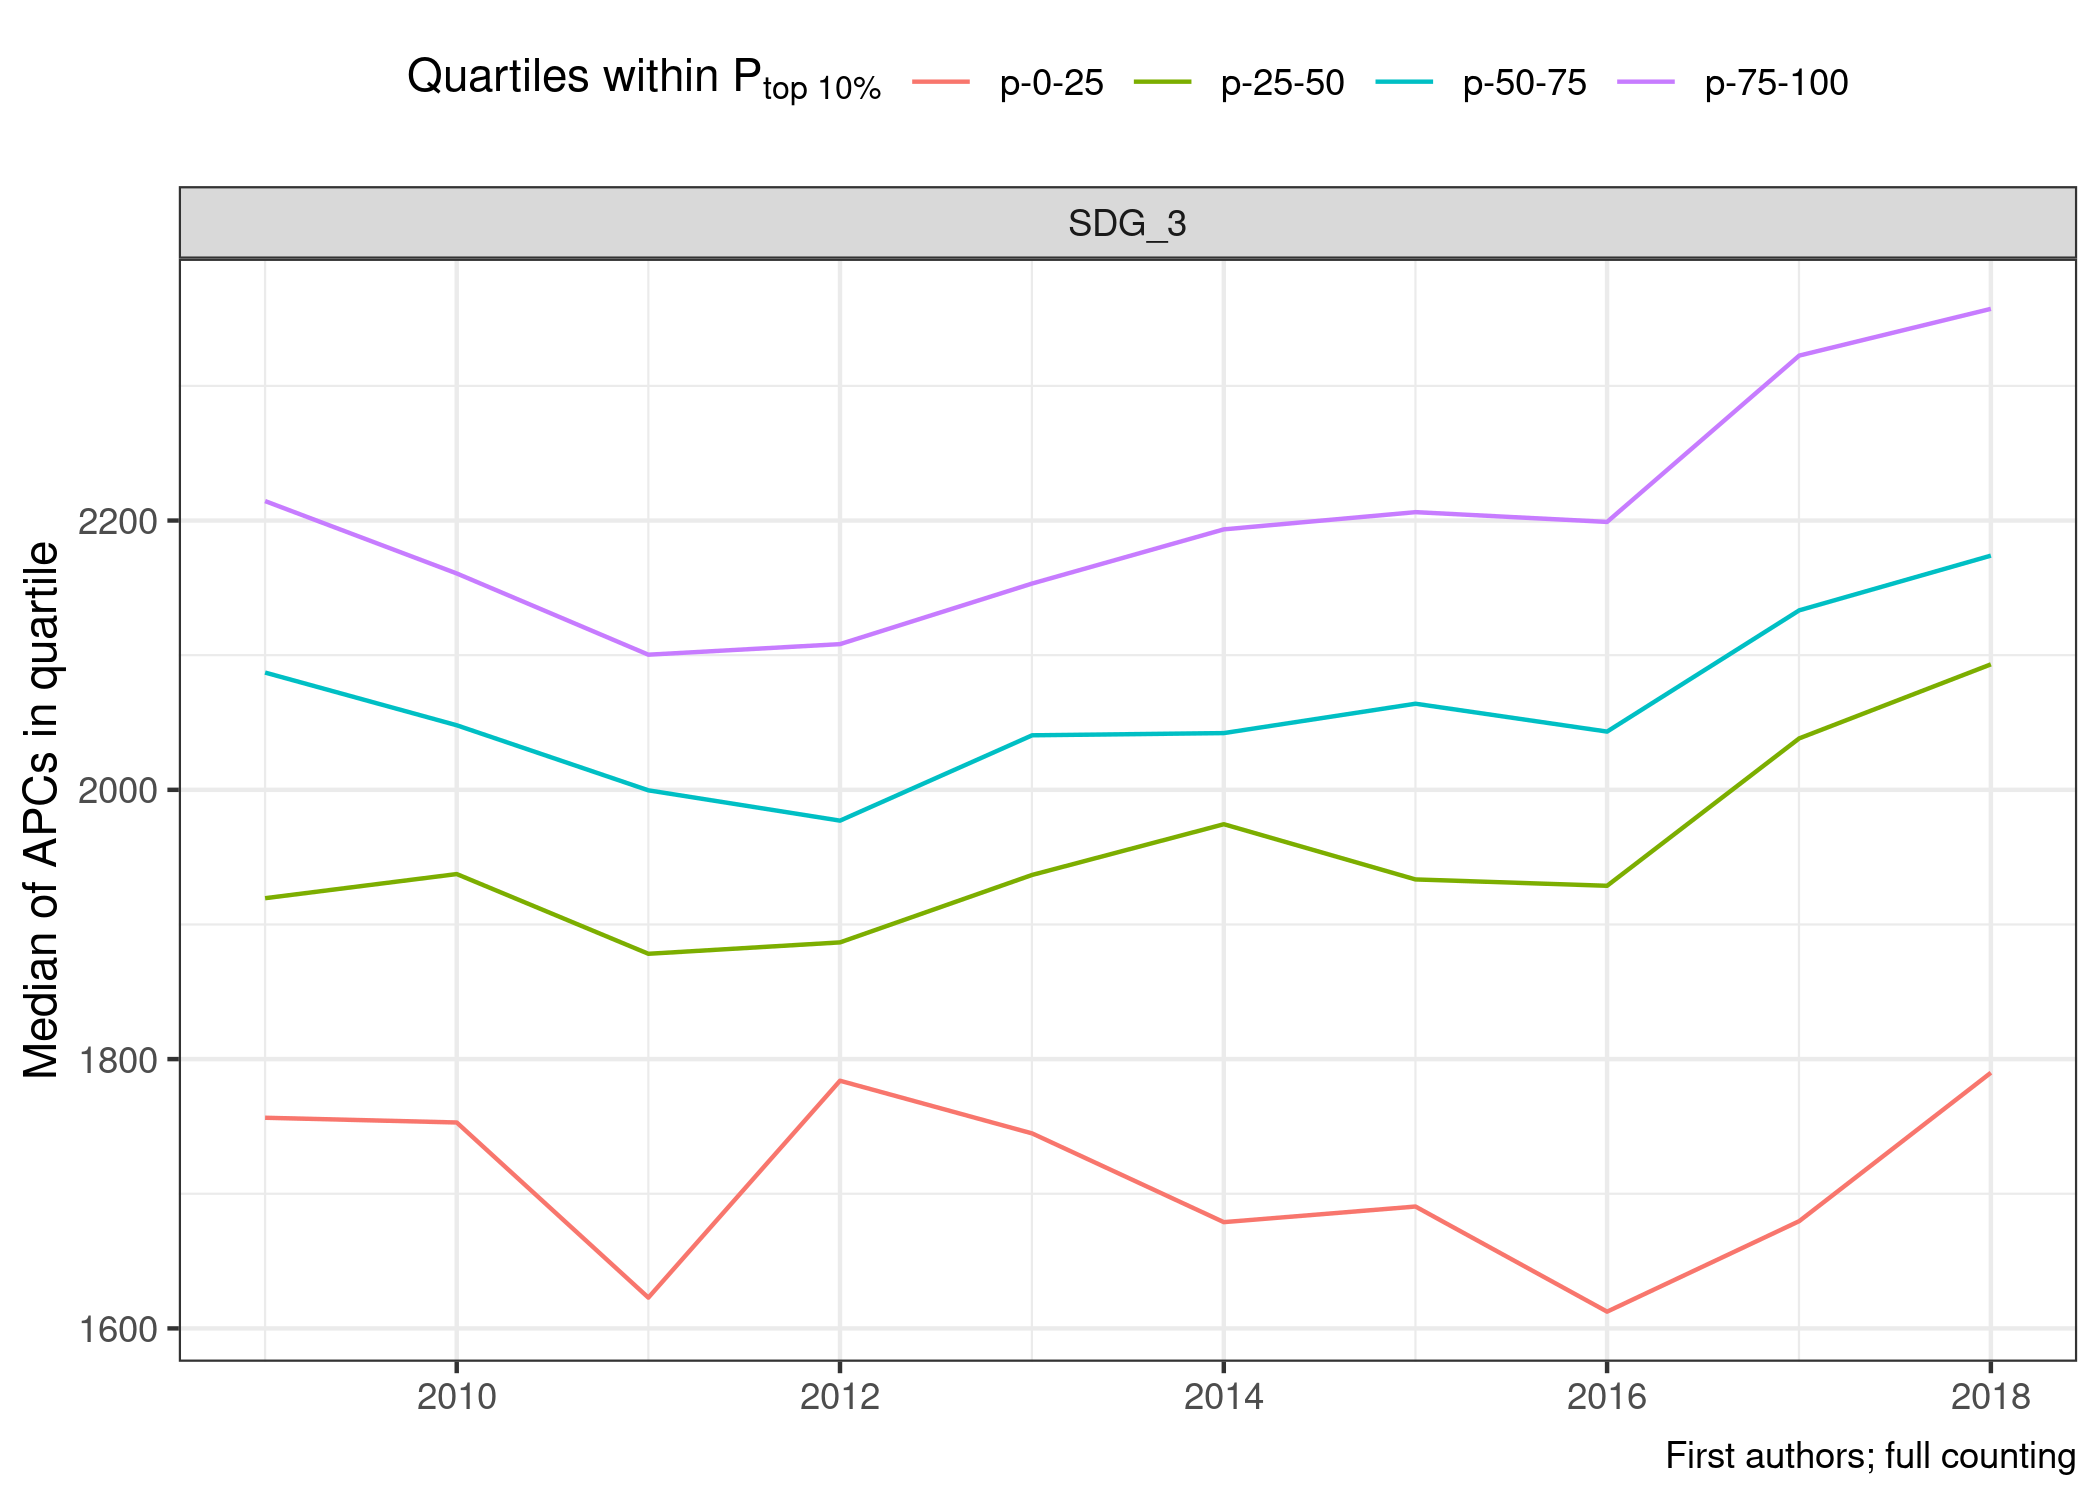 Quartiles within P top 10% p-0-25 p-25-50 p-50-75 p-75-100
SDG_3
Median of APCs in quartile
2200
2000
1800
1600
2010 2012 2014 2016 2018
First authors; full counting